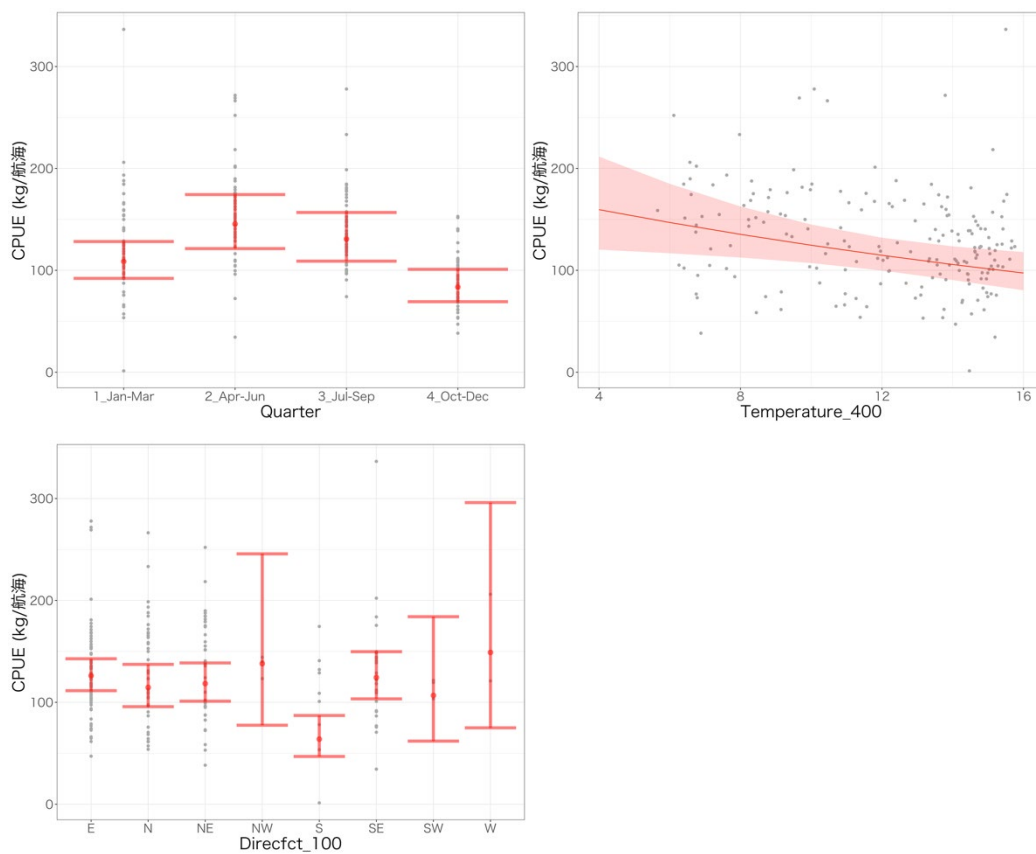 CPUE (kg/航海)
300
200
100
0
1_Jan-Mar 2_Apr-Jun 3_Jul-Sep 4_Oct-Dec
Quarter
CPUE (kg/航海)
300
200
100
0
4 8 12 16
Temperature_400
CPUE (kg/航海)
300
200
100
0
E N NE NW S SE SW W
Direcfct_100